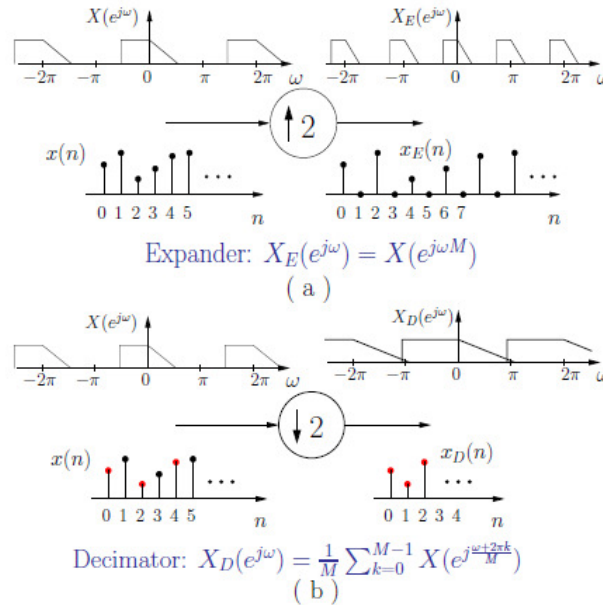 X(e^{jω}) X_E(e^{jω})
−2π −π 0 π 2π ω −2π −π 0 π 2π ω
↑ 2
x(n) ... x_E(n) ...
0 1 2 3 4 5 n 0 1 2 3 4 5 6 7 n
Expander: X_E(e^{jω}) = X(e^{jωM})
( a )
X(e^{jω}) X_D(e^{jω})
−2π −π 0 π 2π ω −2π −π 0 π 2π ω
↓ 2
x(n) ... x_D(n) ...
0 1 2 3 4 5 n 0 1 2 3 4 n
Decimator: X_D(e^{jω}) = \frac{1}{M} \sum_{k=0}^{M-1} X(e^{j\frac{ω+2πk}{M}})
( b )